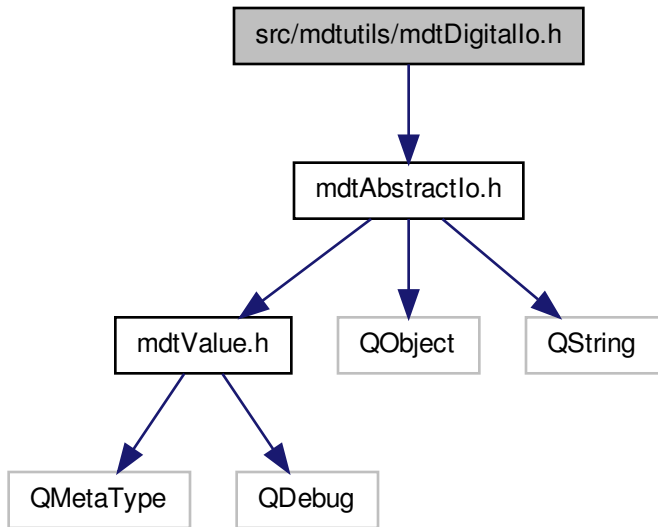 src/mdtutils/mdtDigitalIo.h
mdtAbstractIo.h
mdtValue.h
QObject
QString
QMetaType
QDebug